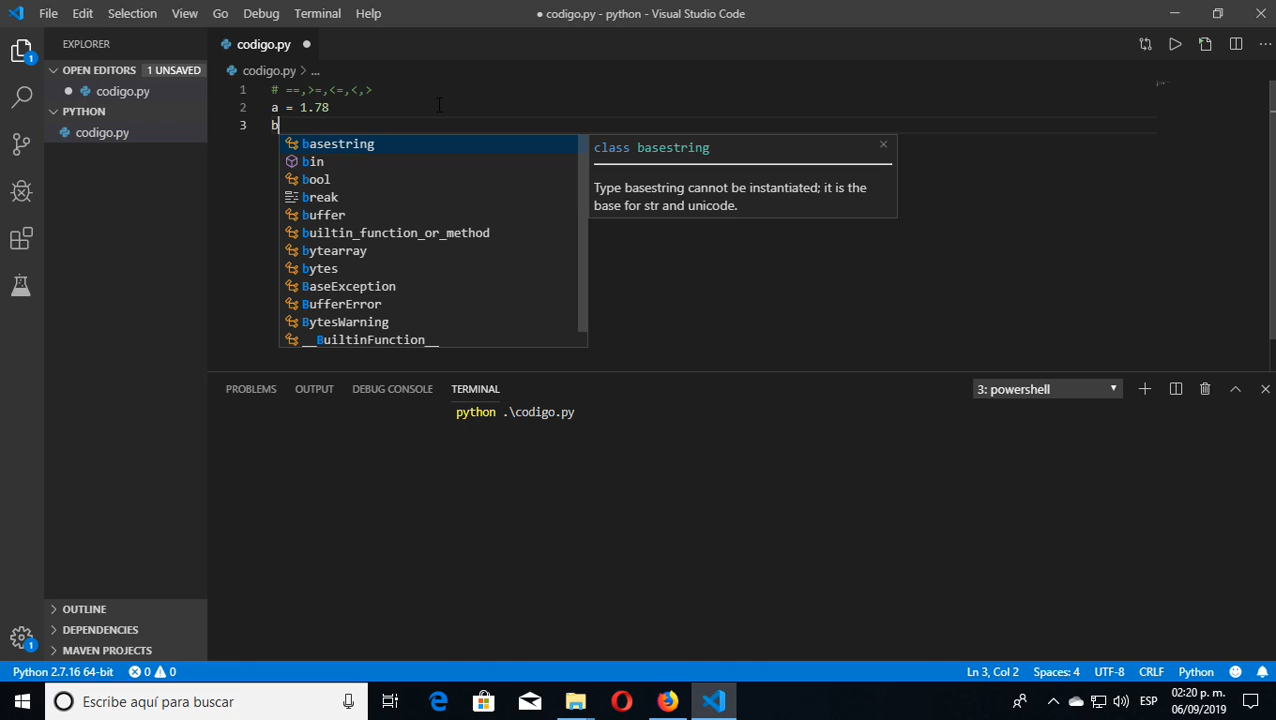 File Edit Selection View Go Debug Terminal Help
● codigo.py - python - Visual Studio Code
EXPLORER
OPEN EDITORS 1 UNSAVED
● codigo.py
PYTHON
codigo.py
OUTLINE
DEPENDENCIES
MAVEN PROJECTS
1
1
codigo.py ●
codigo.py > ...
1 # ==,>=,<=,<,>
2 a = 1.78
3 b
basestring
bin
bool
break
buffer
builtin_function_or_method
bytearray
bytes
BaseException
BufferError
BytesWarning
__BuiltinFunction__
class basestring
Type basestring cannot be instantiated; it is the
base for str and unicode.
PROBLEMS OUTPUT DEBUG CONSOLE TERMINAL 3: powershell
python .\codigo.py
Python 2.7.16 64-bit 0 0 Ln 3, Col 2 Spaces: 4 UTF-8 CRLF Python
Escribe aquí para buscar
ESP
02:20 p. m.
06/09/2019